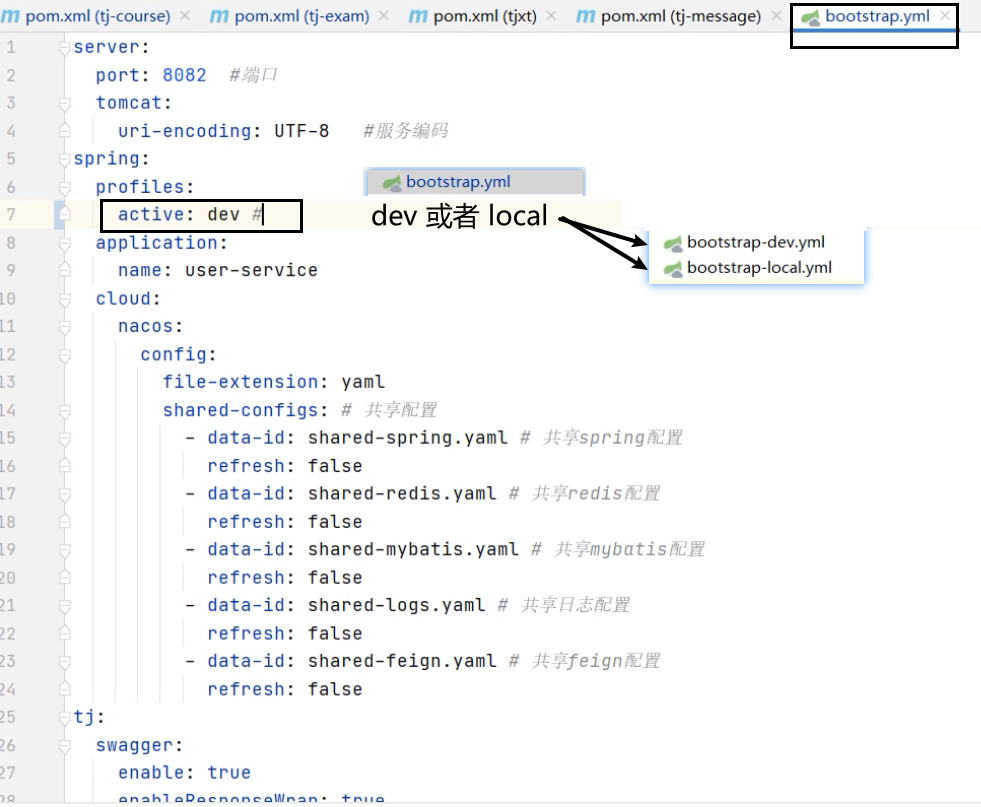 pom.xml (tj-course) pom.xml (tj-exam) pom.xml (tjxt) pom.xml (tj-message) bootstrap.yml
1 server:
2 port: 8082 #端口
3 tomcat:
4 uri-encoding: UTF-8 #服务编码
5 spring:
6 profiles: bootstrap.yml
7 active: dev # dev 或者 local
8 application: bootstrap-dev.yml
9 name: user-service bootstrap-local.yml
10 cloud:
11 nacos:
12 config:
13 file-extension: yaml
14 shared-configs: # 共享配置
15 - data-id: shared-spring.yaml # 共享spring配置
16 refresh: false
17 - data-id: shared-redis.yaml # 共享redis配置
18 refresh: false
19 - data-id: shared-mybatis.yaml # 共享mybatis配置
20 refresh: false
21 - data-id: shared-logs.yaml # 共享日志配置
22 refresh: false
23 - data-id: shared-feign.yaml # 共享feign配置
24 refresh: false
25 tj:
26 swagger:
27 enable: true
28 enableResponseWrap: true